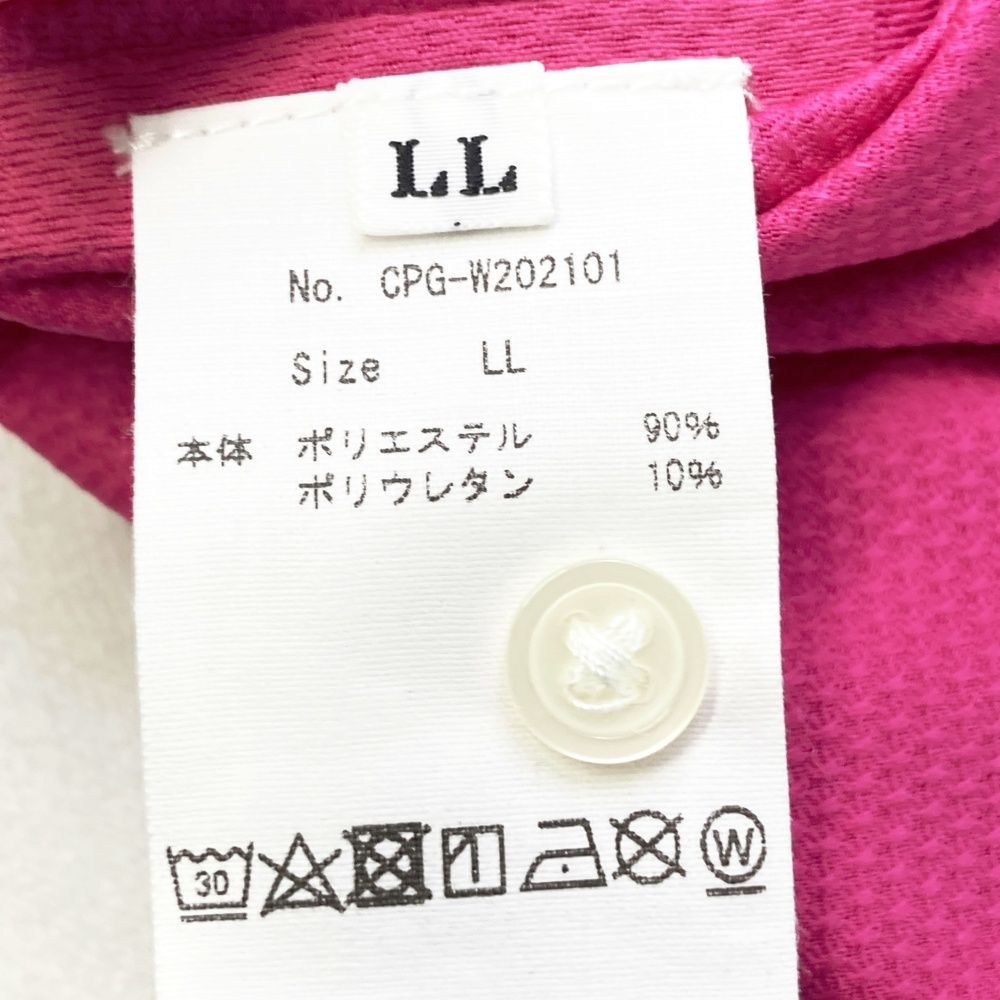 LL
No. CPG-W202101
Size LL
本体 ポリエステル 90%
ポリウレタン 10%
30 W